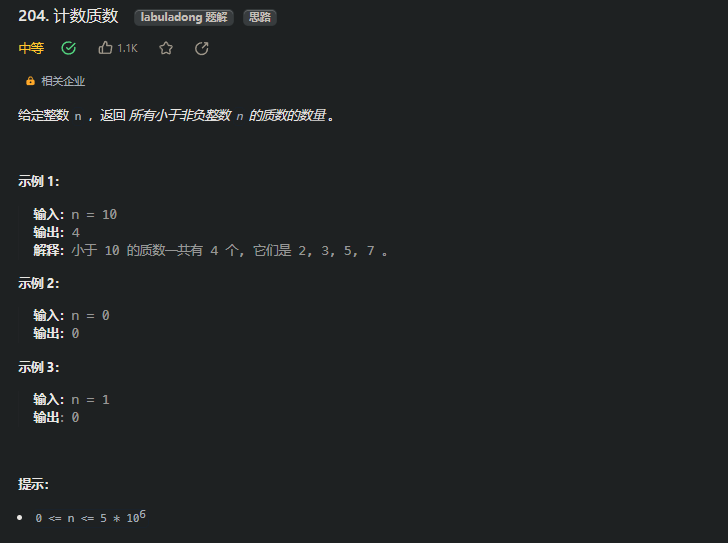 204. 计数质数 labuladong 题解 思路
中等 1.1K
相关企业
给定整数 n ，返回 所有小于非负整数 n 的质数的数量 。
示例 1：
输入：n = 10
输出：4
解释：小于 10 的质数一共有 4 个, 它们是 2, 3, 5, 7 。
示例 2：
输入：n = 0
输出：0
示例 3：
输入：n = 1
输出：0
提示：
0 <= n <= 5 * 10⁶